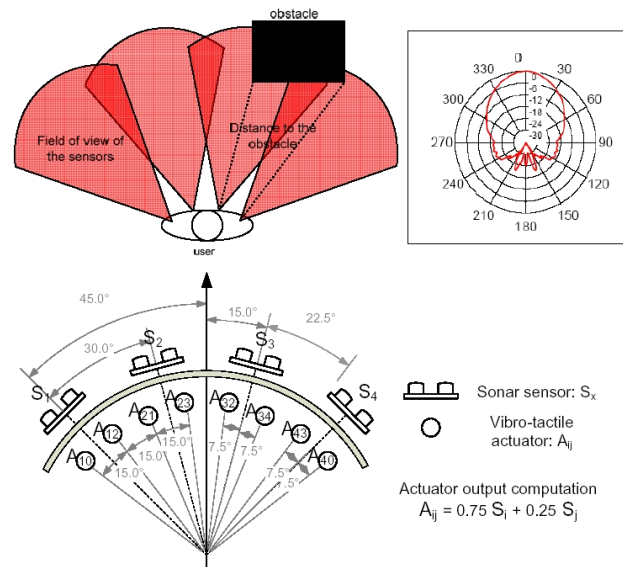 obstacle
Field of view of
the sensors
Distance to the
obstacle
user
0
30
60
90
120
150
180
210
240
270
300
330
0
-6
-12
-18
-24
-30
45.0°
30.0°
15.0°
22.5°
S1
S2
S3
S4
A10
A12
A21
A23
A32
A34
A43
A40
15.0°
15.0°
15.0°
7.5°
7.5°
7.5°
7.5°
Sonar sensor: Sx
Vibro-tactile
actuator: Aij
Actuator output computation
Aij = 0.75 Si + 0.25 Sj